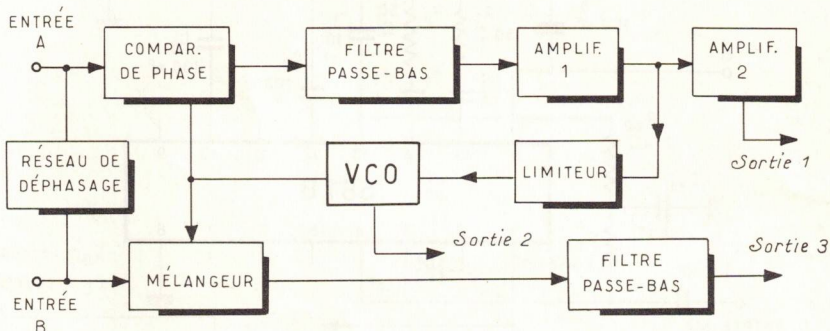 ENTRÉE
A
COMPAR.
DE PHASE
FILTRE
PASSE-BAS
AMPLIF.
1
AMPLIF.
2
Sortie 1
RÉSEAU DE
DÉPHASAGE
VCO
LIMITEUR
Sortie 2
Sortie 3
ENTRÉE
B
MÉLANGEUR
FILTRE
PASSE-BAS